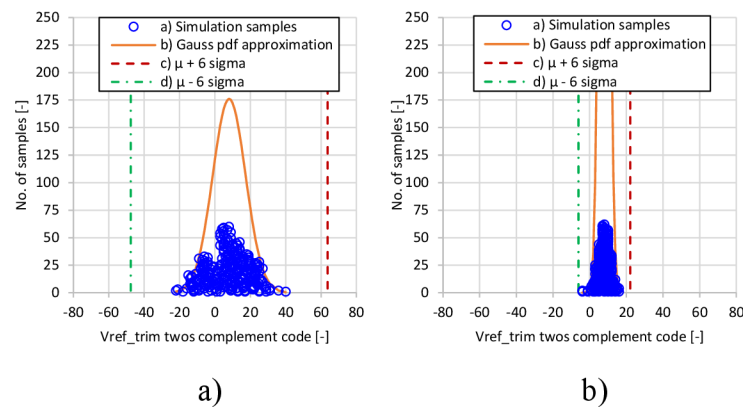 250
225
200
175
150
125
100
75
50
25
0
No. of samples [-]
a) Simulation samples
b) Gauss pdf approximation
c) µ + 6 sigma
d) µ - 6 sigma
-80 -60 -40 -20 0 20 40 60 80
Vref_trim twos complement code [-]
a)
250
225
200
175
150
125
100
75
50
25
0
No. of samples [-]
a) Simulation samples
b) Gauss pdf approximation
c) µ + 6 sigma
d) µ - 6 sigma
-80 -60 -40 -20 0 20 40 60 80
Vref_trim twos complement code [-]
b)